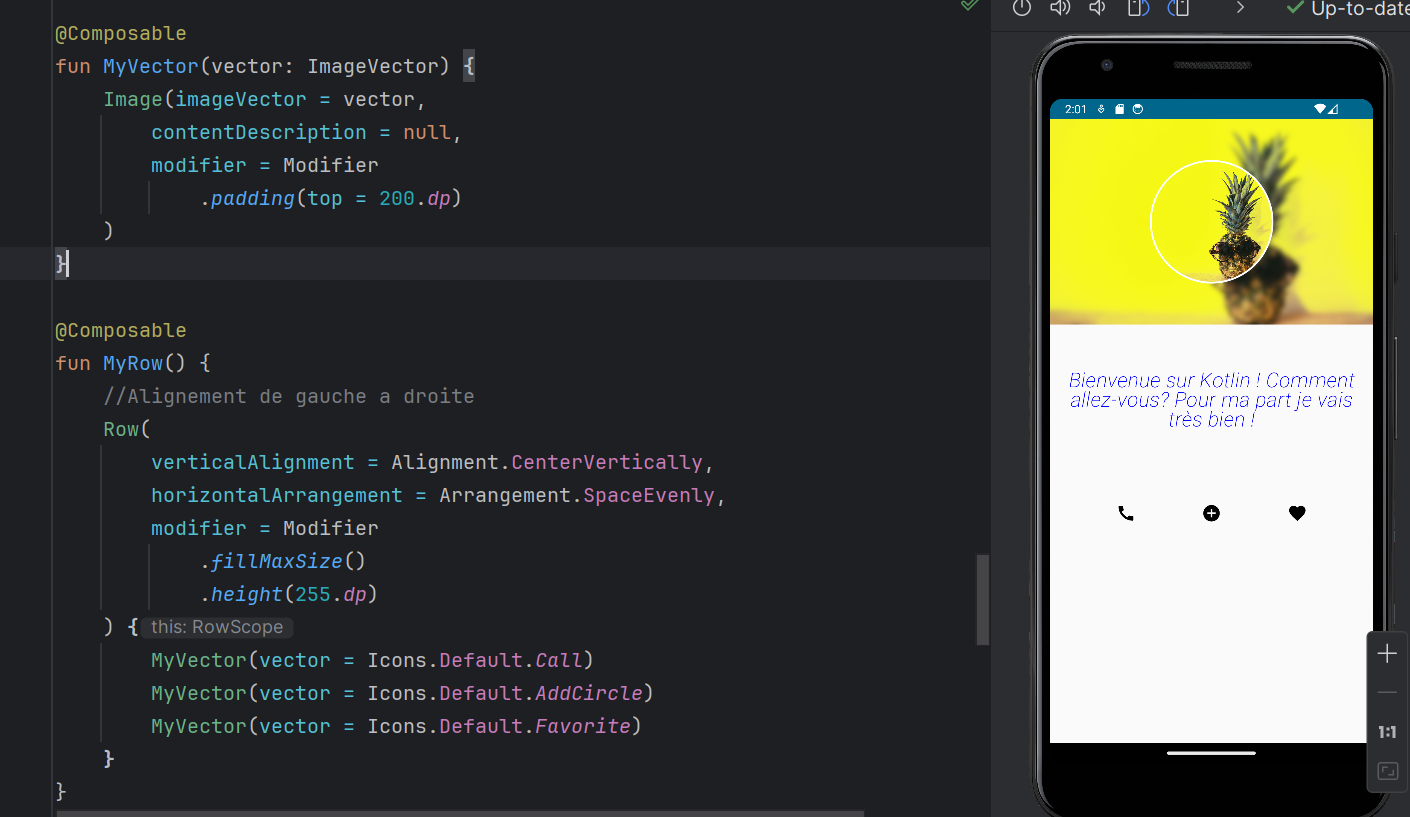 @Composable
fun MyVector(vector: ImageVector) {
    Image(imageVector = vector,
        contentDescription = null,
        modifier = Modifier
            .padding(top = 200.dp)
    )
}
@Composable
fun MyRow() {
    //Alignement de gauche a droite
    Row(
        verticalAlignment = Alignment.CenterVertically,
        horizontalArrangement = Arrangement.SpaceEvenly,
        modifier = Modifier
            .fillMaxSize()
            .height(255.dp)
    ) { this: RowScope
        MyVector(vector = Icons.Default.Call)
        MyVector(vector = Icons.Default.AddCircle)
        MyVector(vector = Icons.Default.Favorite)
    }
}
Up-to-date
2:01
Bienvenue sur Kotlin ! Comment
allez-vous? Pour ma part je vais
très bien !
1:1